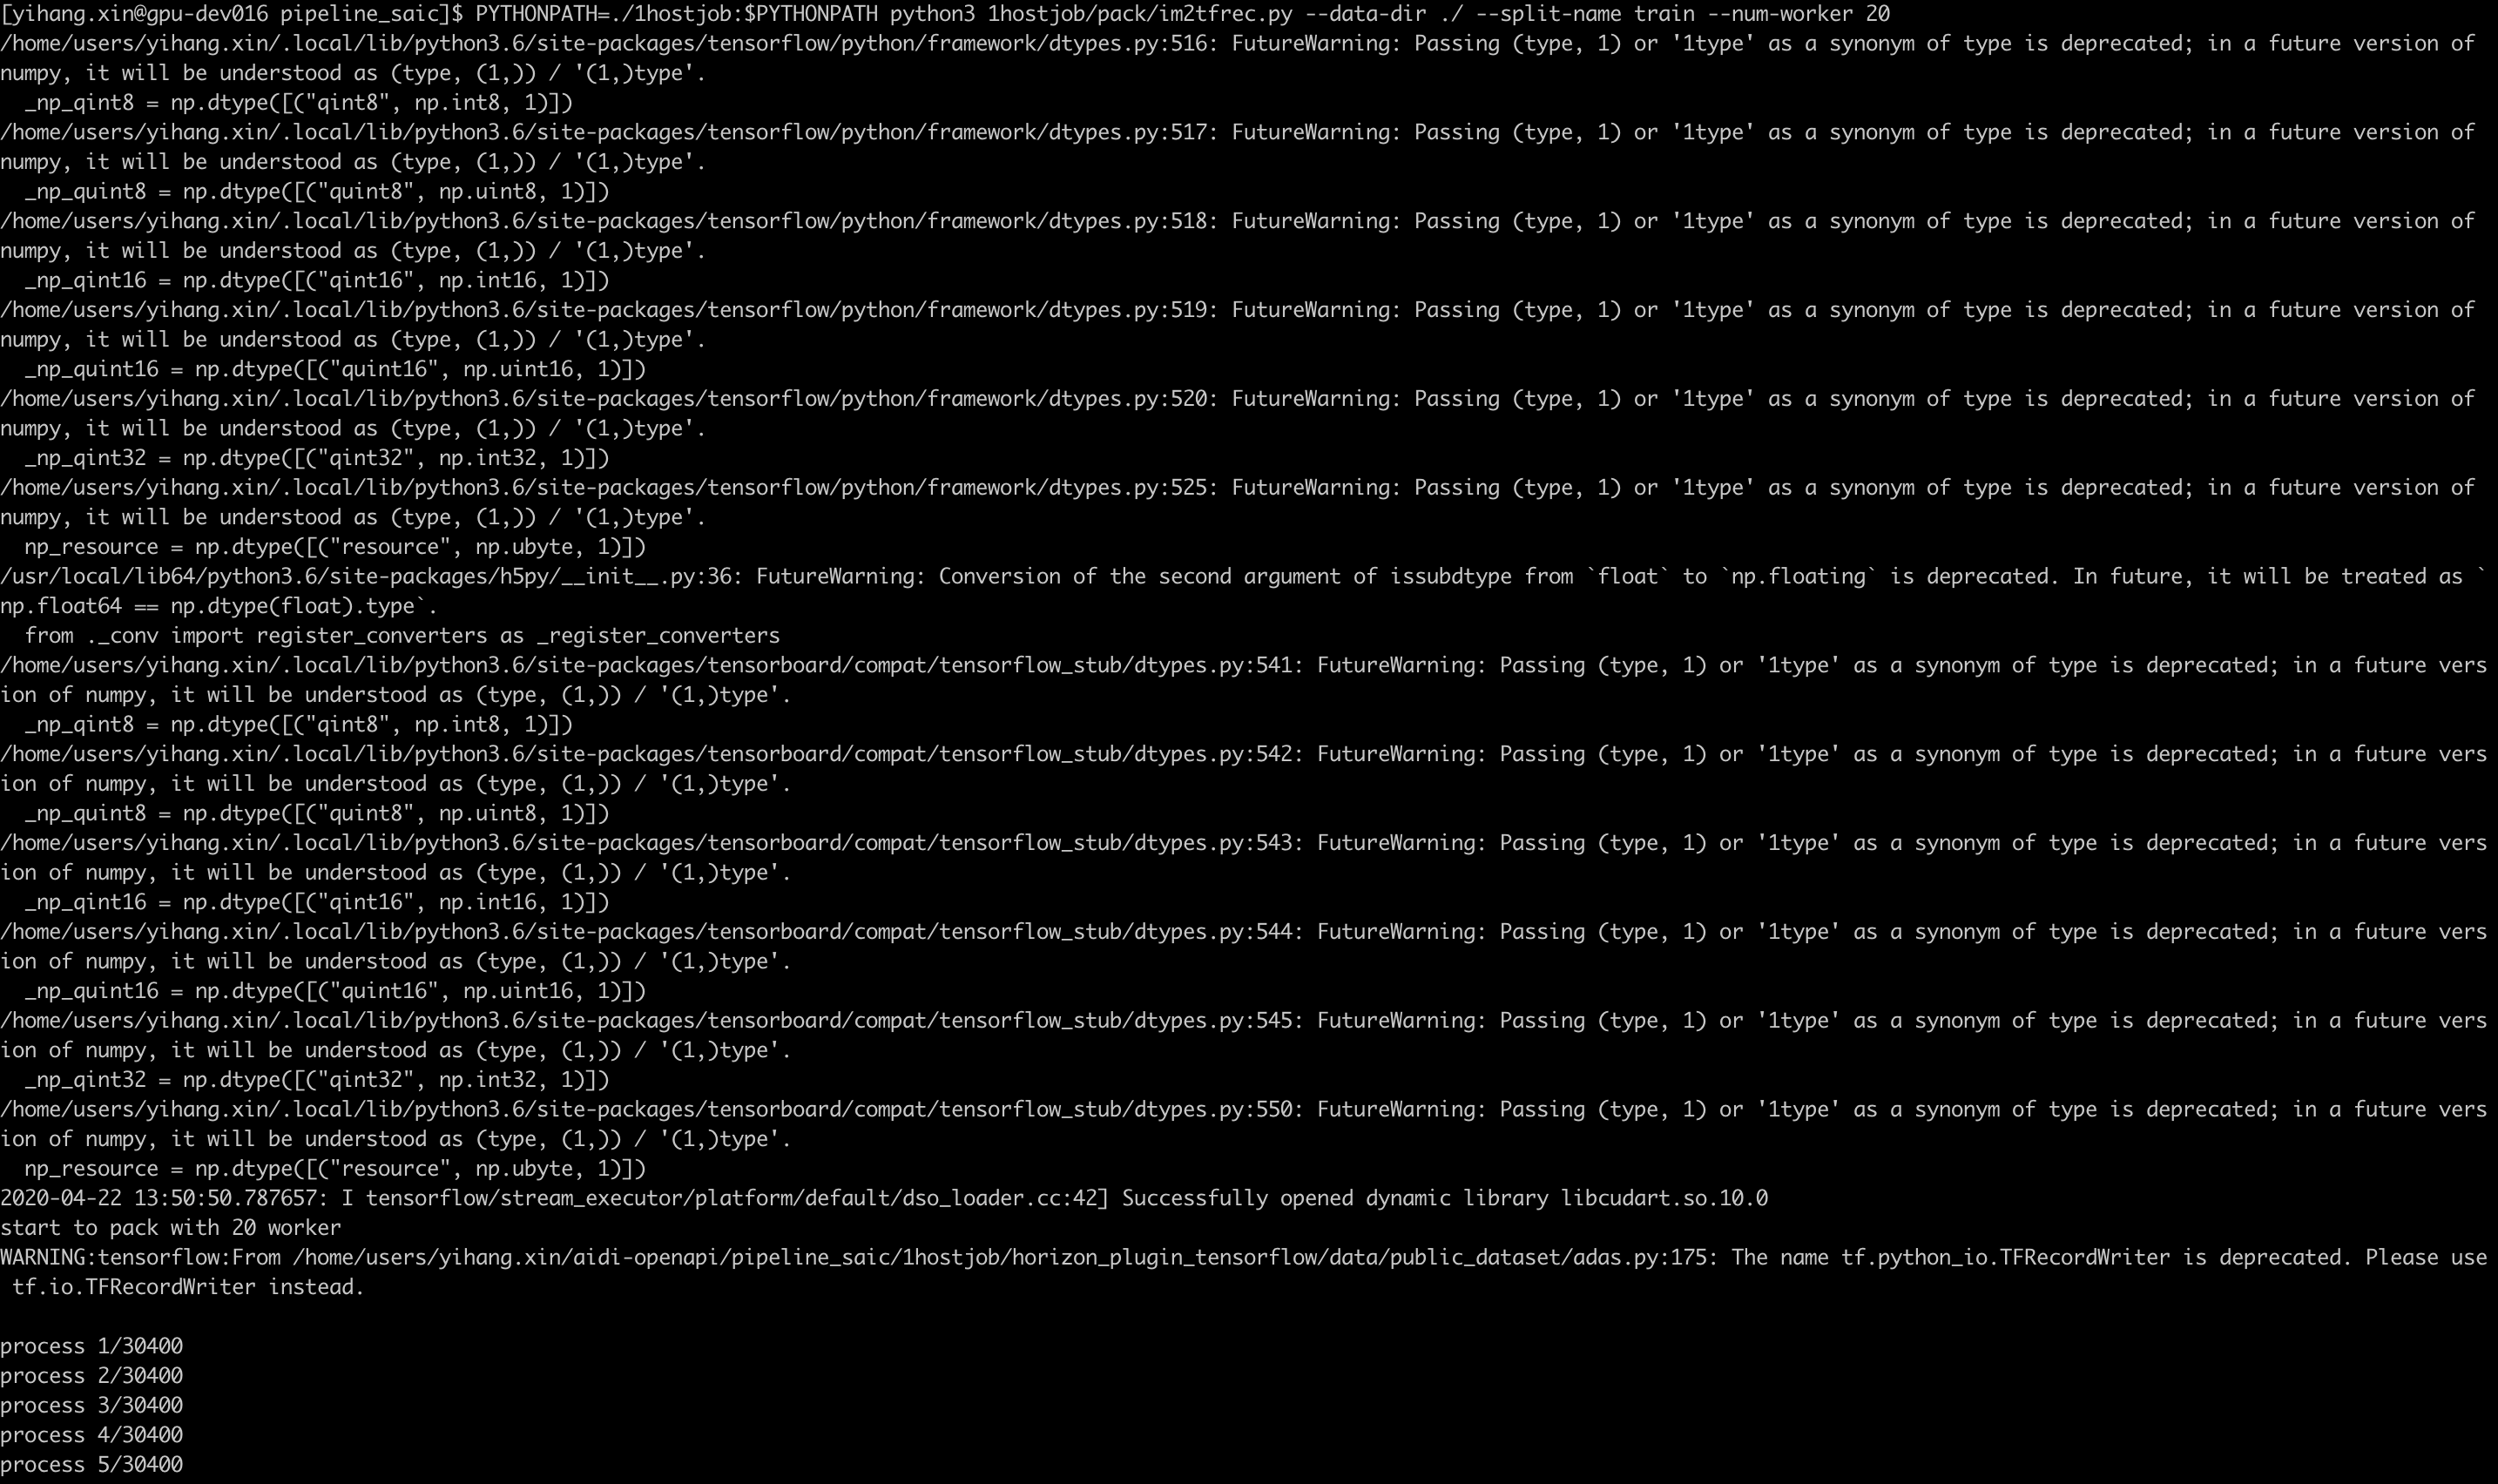 [yihang.xin@gpu-dev016 pipeline_saic]$ PYTHONPATH=./1hostjob:$PYTHONPATH python3 1hostjob/pack/im2tfrec.py --data-dir ./ --split-name train --num-worker 20
/home/users/yihang.xin/.local/lib/python3.6/site-packages/tensorflow/python/framework/dtypes.py:516: FutureWarning: Passing (type, 1) or '1type' as a synonym of type is deprecated; in a future version of
numpy, it will be understood as (type, (1,)) / '(1,)type'.
  _np_qint8 = np.dtype([("qint8", np.int8, 1)])
/home/users/yihang.xin/.local/lib/python3.6/site-packages/tensorflow/python/framework/dtypes.py:517: FutureWarning: Passing (type, 1) or '1type' as a synonym of type is deprecated; in a future version of
numpy, it will be understood as (type, (1,)) / '(1,)type'.
  _np_quint8 = np.dtype([("quint8", np.uint8, 1)])
/home/users/yihang.xin/.local/lib/python3.6/site-packages/tensorflow/python/framework/dtypes.py:518: FutureWarning: Passing (type, 1) or '1type' as a synonym of type is deprecated; in a future version of
numpy, it will be understood as (type, (1,)) / '(1,)type'.
  _np_qint16 = np.dtype([("qint16", np.int16, 1)])
/home/users/yihang.xin/.local/lib/python3.6/site-packages/tensorflow/python/framework/dtypes.py:519: FutureWarning: Passing (type, 1) or '1type' as a synonym of type is deprecated; in a future version of
numpy, it will be understood as (type, (1,)) / '(1,)type'.
  _np_quint16 = np.dtype([("quint16", np.uint16, 1)])
/home/users/yihang.xin/.local/lib/python3.6/site-packages/tensorflow/python/framework/dtypes.py:520: FutureWarning: Passing (type, 1) or '1type' as a synonym of type is deprecated; in a future version of
numpy, it will be understood as (type, (1,)) / '(1,)type'.
  _np_qint32 = np.dtype([("qint32", np.int32, 1)])
/home/users/yihang.xin/.local/lib/python3.6/site-packages/tensorflow/python/framework/dtypes.py:525: FutureWarning: Passing (type, 1) or '1type' as a synonym of type is deprecated; in a future version of
numpy, it will be understood as (type, (1,)) / '(1,)type'.
  np_resource = np.dtype([("resource", np.ubyte, 1)])
/usr/local/lib64/python3.6/site-packages/h5py/__init__.py:36: FutureWarning: Conversion of the second argument of issubdtype from `float` to `np.floating` is deprecated. In future, it will be treated as `
np.float64 == np.dtype(float).type`.
  from ._conv import register_converters as _register_converters
/home/users/yihang.xin/.local/lib/python3.6/site-packages/tensorboard/compat/tensorflow_stub/dtypes.py:541: FutureWarning: Passing (type, 1) or '1type' as a synonym of type is deprecated; in a future vers
ion of numpy, it will be understood as (type, (1,)) / '(1,)type'.
  _np_qint8 = np.dtype([("qint8", np.int8, 1)])
/home/users/yihang.xin/.local/lib/python3.6/site-packages/tensorboard/compat/tensorflow_stub/dtypes.py:542: FutureWarning: Passing (type, 1) or '1type' as a synonym of type is deprecated; in a future vers
ion of numpy, it will be understood as (type, (1,)) / '(1,)type'.
  _np_quint8 = np.dtype([("quint8", np.uint8, 1)])
/home/users/yihang.xin/.local/lib/python3.6/site-packages/tensorboard/compat/tensorflow_stub/dtypes.py:543: FutureWarning: Passing (type, 1) or '1type' as a synonym of type is deprecated; in a future vers
ion of numpy, it will be understood as (type, (1,)) / '(1,)type'.
  _np_qint16 = np.dtype([("qint16", np.int16, 1)])
/home/users/yihang.xin/.local/lib/python3.6/site-packages/tensorboard/compat/tensorflow_stub/dtypes.py:544: FutureWarning: Passing (type, 1) or '1type' as a synonym of type is deprecated; in a future vers
ion of numpy, it will be understood as (type, (1,)) / '(1,)type'.
  _np_quint16 = np.dtype([("quint16", np.uint16, 1)])
/home/users/yihang.xin/.local/lib/python3.6/site-packages/tensorboard/compat/tensorflow_stub/dtypes.py:545: FutureWarning: Passing (type, 1) or '1type' as a synonym of type is deprecated; in a future vers
ion of numpy, it will be understood as (type, (1,)) / '(1,)type'.
  _np_qint32 = np.dtype([("qint32", np.int32, 1)])
/home/users/yihang.xin/.local/lib/python3.6/site-packages/tensorboard/compat/tensorflow_stub/dtypes.py:550: FutureWarning: Passing (type, 1) or '1type' as a synonym of type is deprecated; in a future vers
ion of numpy, it will be understood as (type, (1,)) / '(1,)type'.
  np_resource = np.dtype([("resource", np.ubyte, 1)])
2020-04-22 13:50:50.787657: I tensorflow/stream_executor/platform/default/dso_loader.cc:42] Successfully opened dynamic library libcudart.so.10.0
start to pack with 20 worker
WARNING:tensorflow:From /home/users/yihang.xin/aidi-openapi/pipeline_saic/1hostjob/horizon_plugin_tensorflow/data/public_dataset/adas.py:175: The name tf.python_io.TFRecordWriter is deprecated. Please use
 tf.io.TFRecordWriter instead.

process 1/30400
process 2/30400
process 3/30400
process 4/30400
process 5/30400